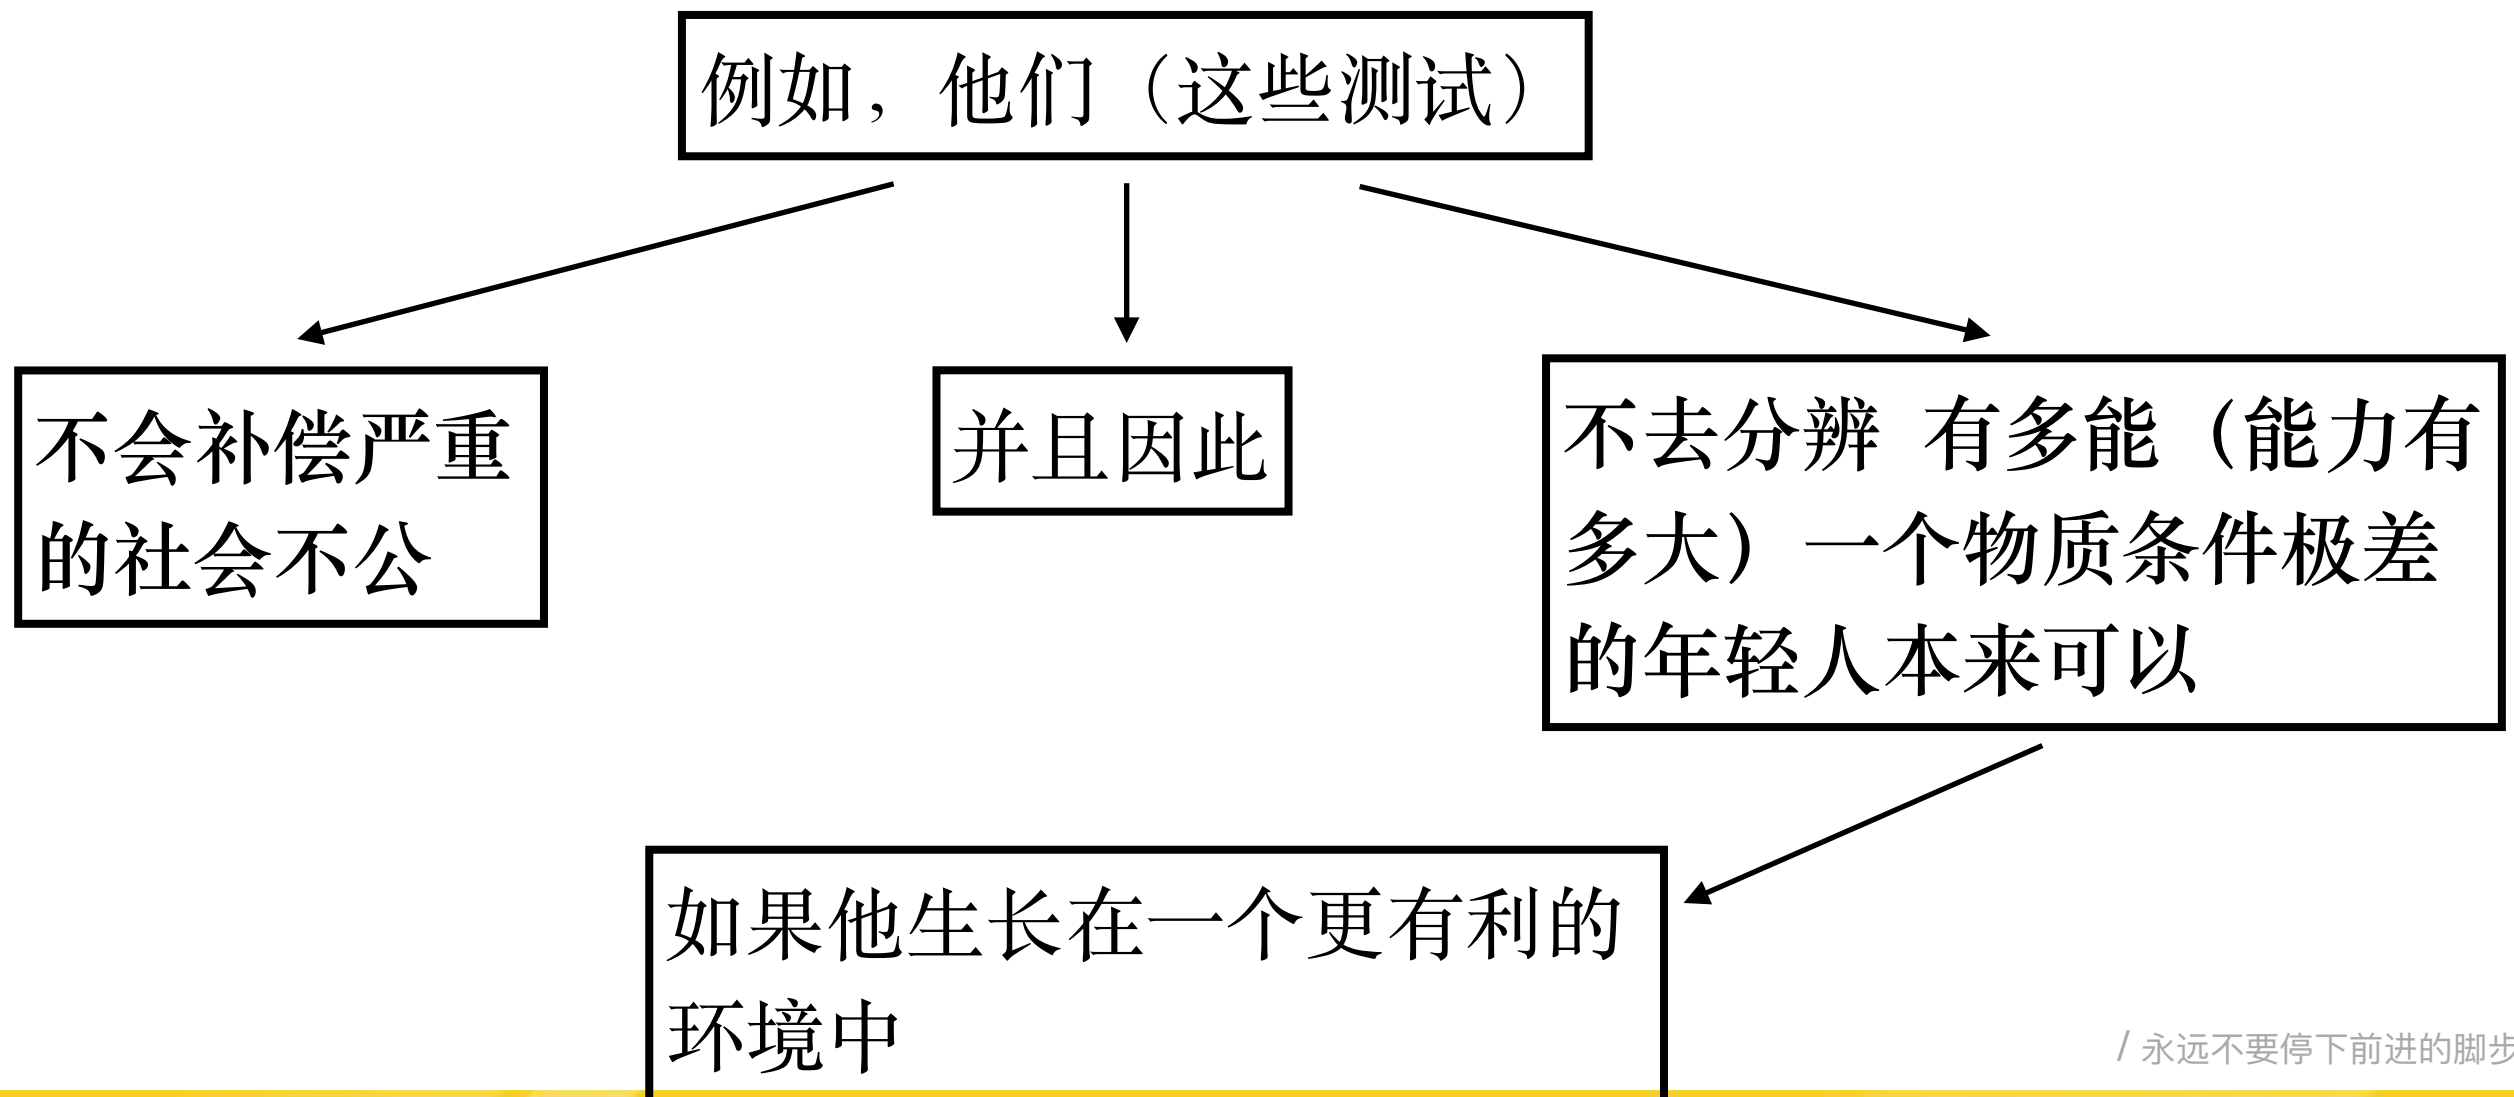 例如，他们（这些测试）
不会补偿严重
的社会不公
并且因此
不去分辨有多能（能力有
多大）一个物质条件极差
的年轻人本来可以
如果他生长在一个更有利的
环境中
/ 永远不要停下前进的脚步